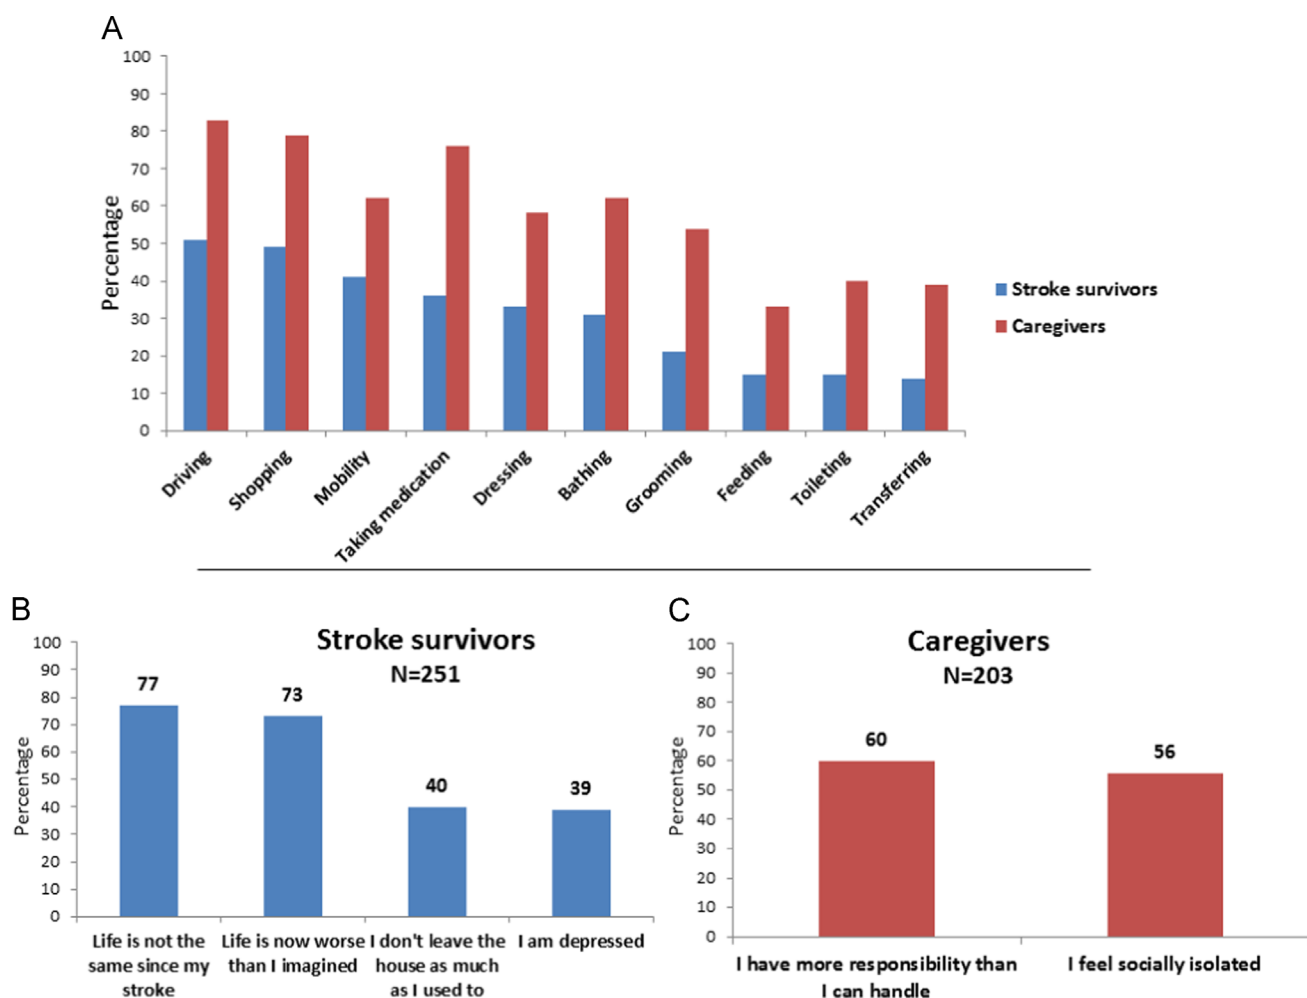 A
100
90
80
70
60
50
40
30
20
10
0
Percentage
Driving
Shopping
Mobility
Taking medication
Dressing
Bathing
Grooming
Feeding
Toileting
Transferring
Stroke survivors
Caregivers
B
Stroke survivors
N=251
100
90
80
70
60
50
40
30
20
10
0
Percentage
77
73
40
39
Life is not the
same since my
stroke
Life is now worse
than I imagined
I don't leave the
house as much
as I used to
I am depressed
C
Caregivers
N=203
100
90
80
70
60
50
40
30
20
10
0
Percentage
60
56
I have more responsibility than
I can handle
I feel socially isolated